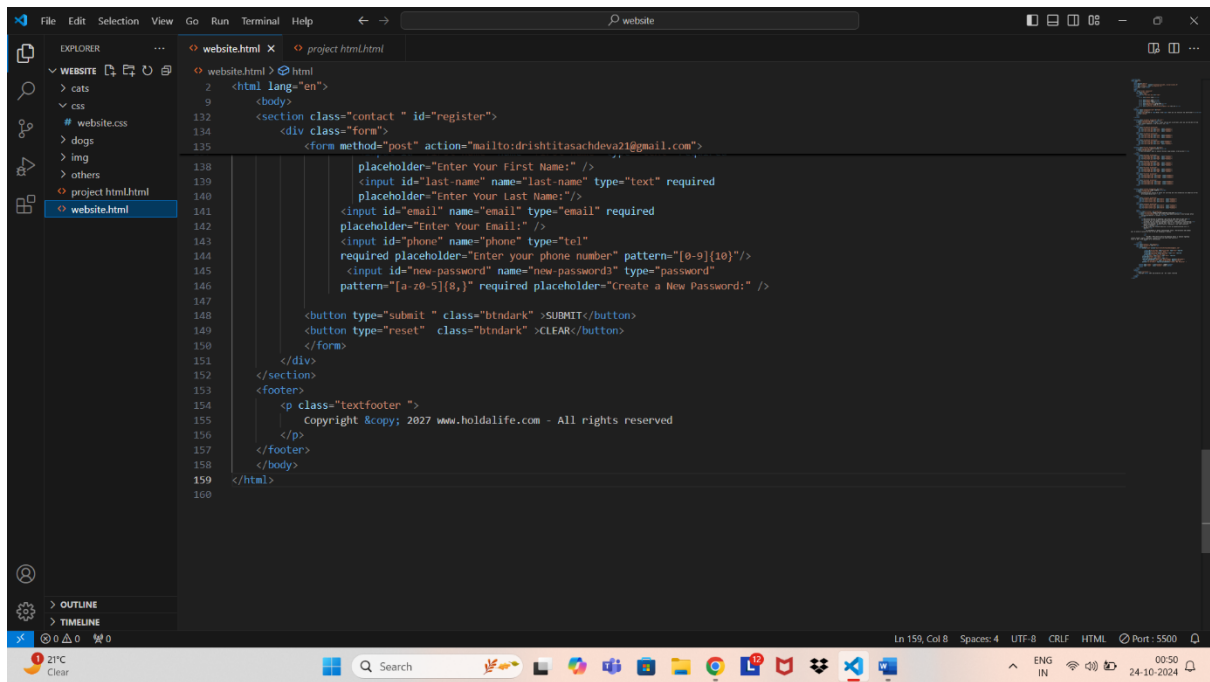 File Edit Selection View Go Run Terminal Help
website
EXPLORER
WEBSITE
cats
css
# website.css
dogs
img
others
project html.html
website.html
website.html
project html.html
website.html > html
2 <html lang="en">
9 <body>
132 <section class="contact " id="register">
134 <div class="form">
135 <form method="post" action="mailto:drishtitasachdeva21@gmail.com">
138 placeholder="Enter Your First Name:" />
139 <input id="last-name" name="last-name" type="text" required
140 placeholder="Enter Your Last Name:"/>
141 <input id="email" name="email" type="email" required
142 placeholder="Enter Your Email:" />
143 <input id="phone" name="phone" type="tel"
144 required placeholder="Enter your phone number" pattern="[0-9]{10}"/>
145 <input id="new-password" name="new-password3" type="password"
146 pattern="[a-z0-5]{8,}" required placeholder="Create a New Password:" />
147
148 <button type="submit " class="btndark" >SUBMIT</button>
149 <button type="reset" class="btndark" >CLEAR</button>
150 </form>
151 </div>
152 </section>
153 <footer>
154 <p class="textfooter ">
155 Copyright &copy; 2027 www.holdalife.com - All rights reserved
156 </p>
157 </footer>
158 </body>
159 </html>
160
OUTLINE
TIMELINE
0 0 0
Ln 159, Col 8 Spaces: 4 UTF-8 CRLF HTML Port : 5500
1
21°C
Clear
Search
12
ENG
IN
00:50
24-10-2024